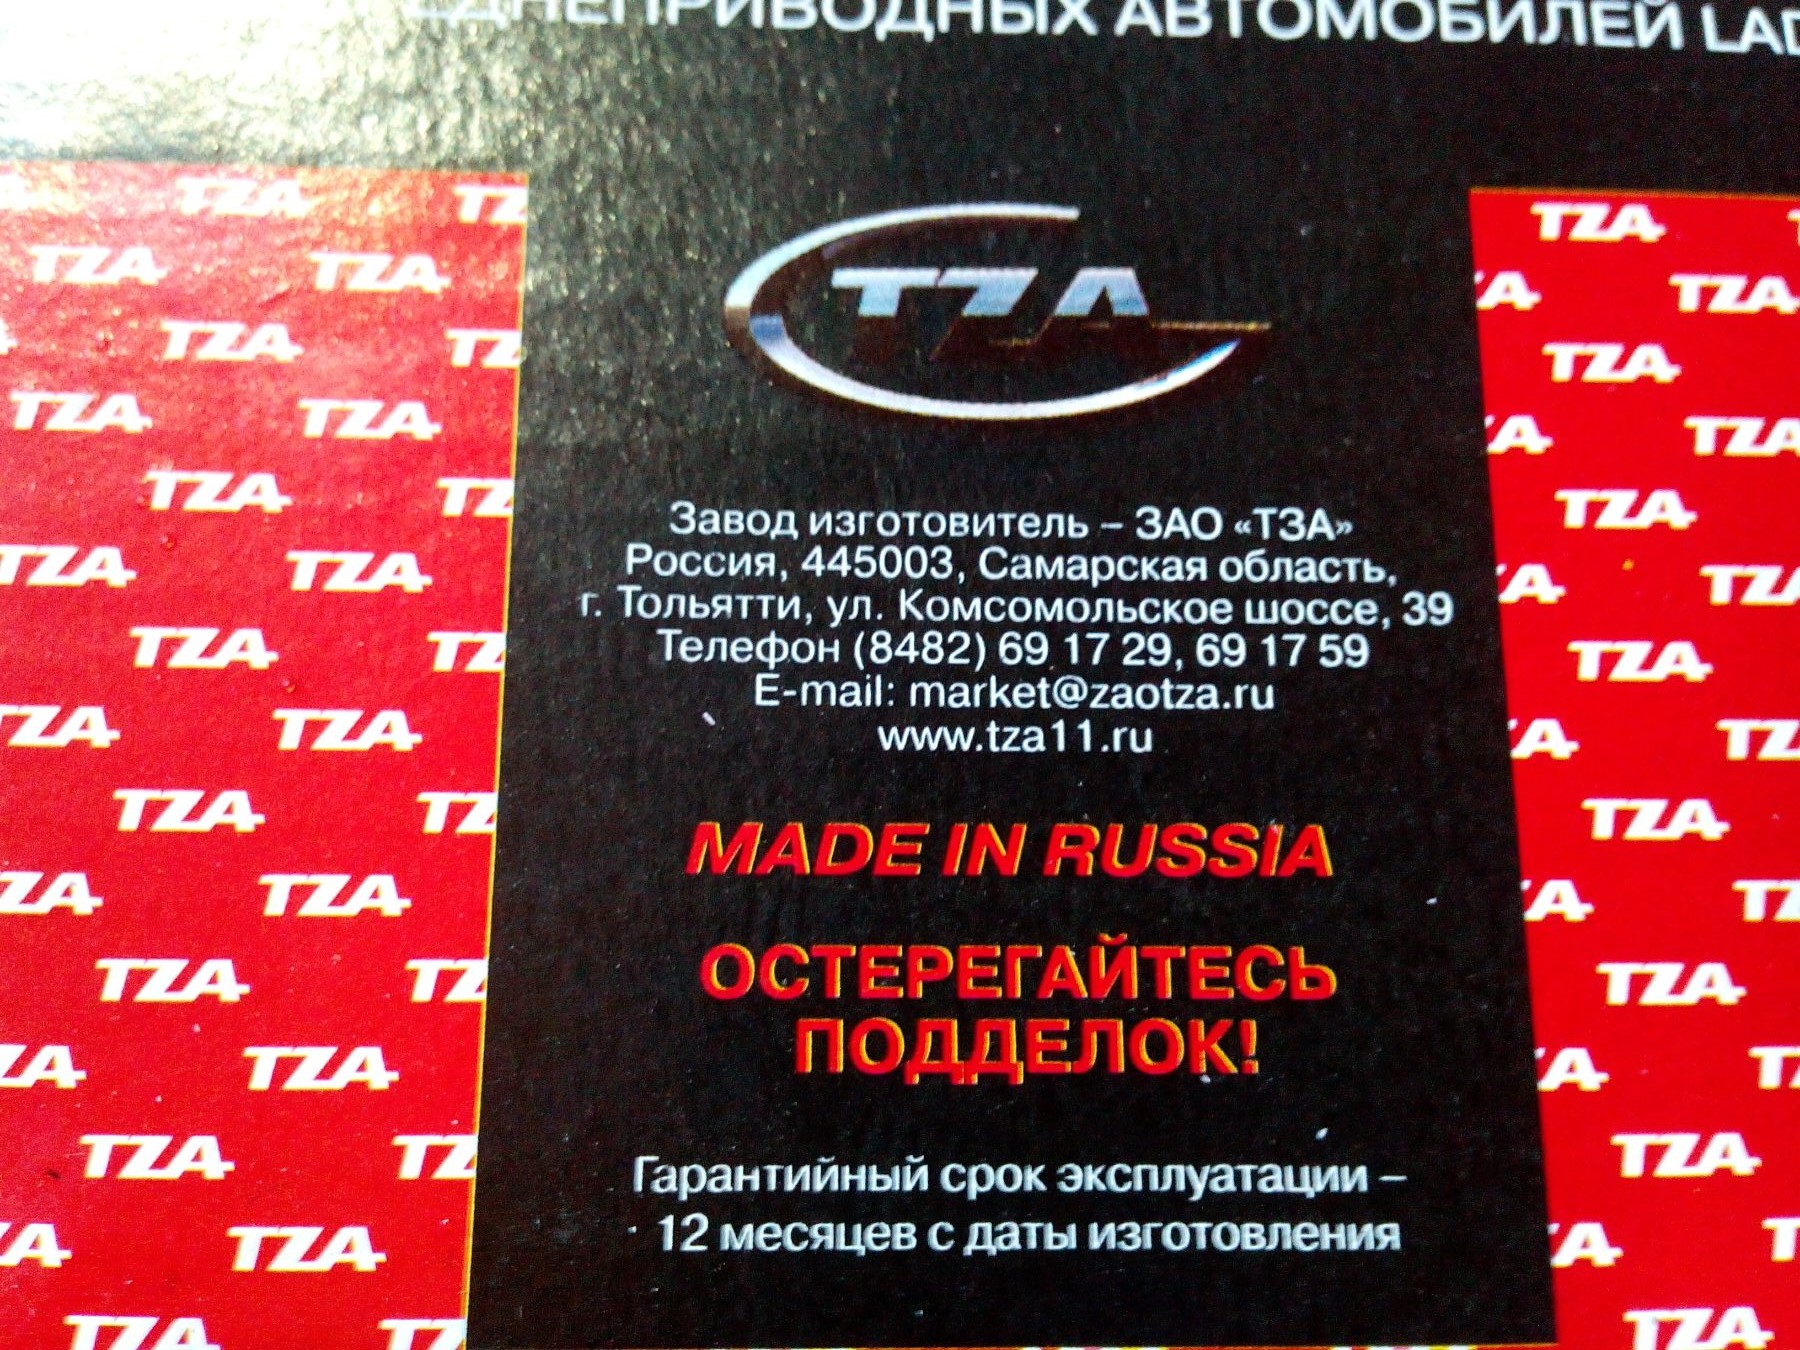 АВТОМОБИЛЕЙ
TZA
Завод изготовитель – ЗАО «ТЗА»
Россия, 445003, Самарская область,
г. Тольятти, ул. Комсомольское шоссе, 39
Телефон (8482) 69 17 29, 69 17 59
E-mail: market@zaotza.ru
www.tza11.ru
MADE IN RUSSIA
ОСТЕРЕГАЙТЕСЬ
ПОДДЕЛОК!
Гарантийный срок эксплуатации –
12 месяцев с даты изготовления